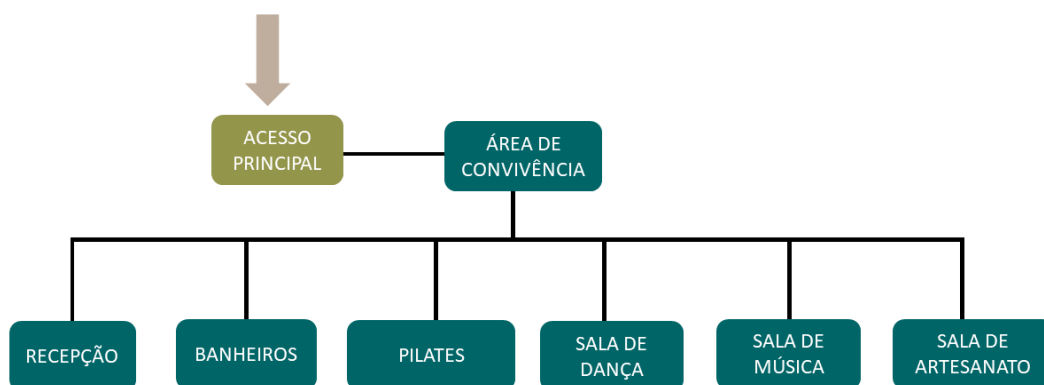 ACESSO
PRINCIPAL
ÁREA DE
CONVIVÊNCIA
RECEPÇÃO
BANHEIROS
PILATES
SALA DE
DANÇA
SALA DE
MÚSICA
SALA DE
ARTESANATO